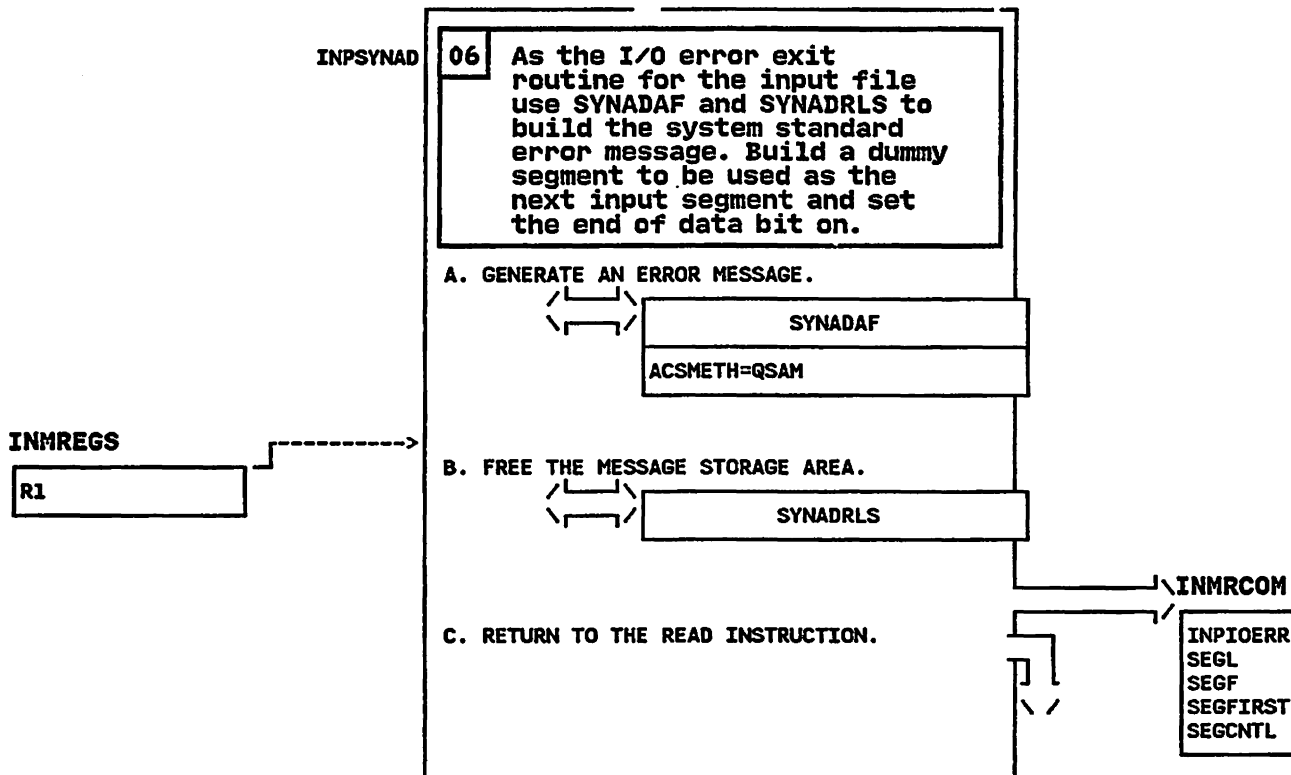 INPSYNAD
06
As the I/O error exit
routine for the input file
use SYNADAF and SYNADRLS to
build the system standard
error message. Build a dummy
segment to be used as the
next input segment and set
the end of data bit on.
A. GENERATE AN ERROR MESSAGE.
SYNADAF
ACSMETH=QSAM
INMREGS
R1
B. FREE THE MESSAGE STORAGE AREA.
SYNADRLS
INMRCOM
C. RETURN TO THE READ INSTRUCTION.
INPIOERR
SEGL
SEGF
SEGFIRST
SEGCNTL